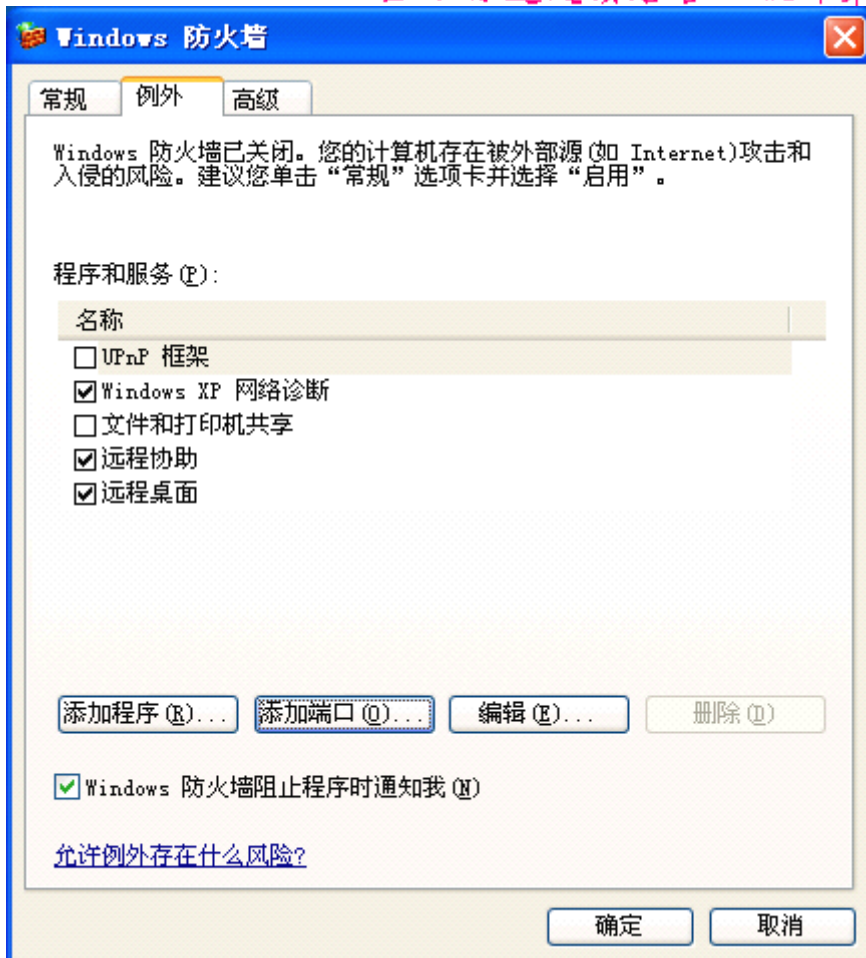 Windows 防火墙
常规 例外 高级
Windows 防火墙已关闭。您的计算机存在被外部源(如 Internet)攻击和
入侵的风险。建议您单击“常规”选项卡并选择“启用”。
程序和服务(P):
名称
UPnP 框架
Windows XP 网络诊断
文件和打印机共享
远程协助
远程桌面
添加程序(R)... 添加端口(O)... 编辑(E)... 删除(D)
Windows 防火墙阻止程序时通知我(N)
允许例外存在什么风险?
确定 取消